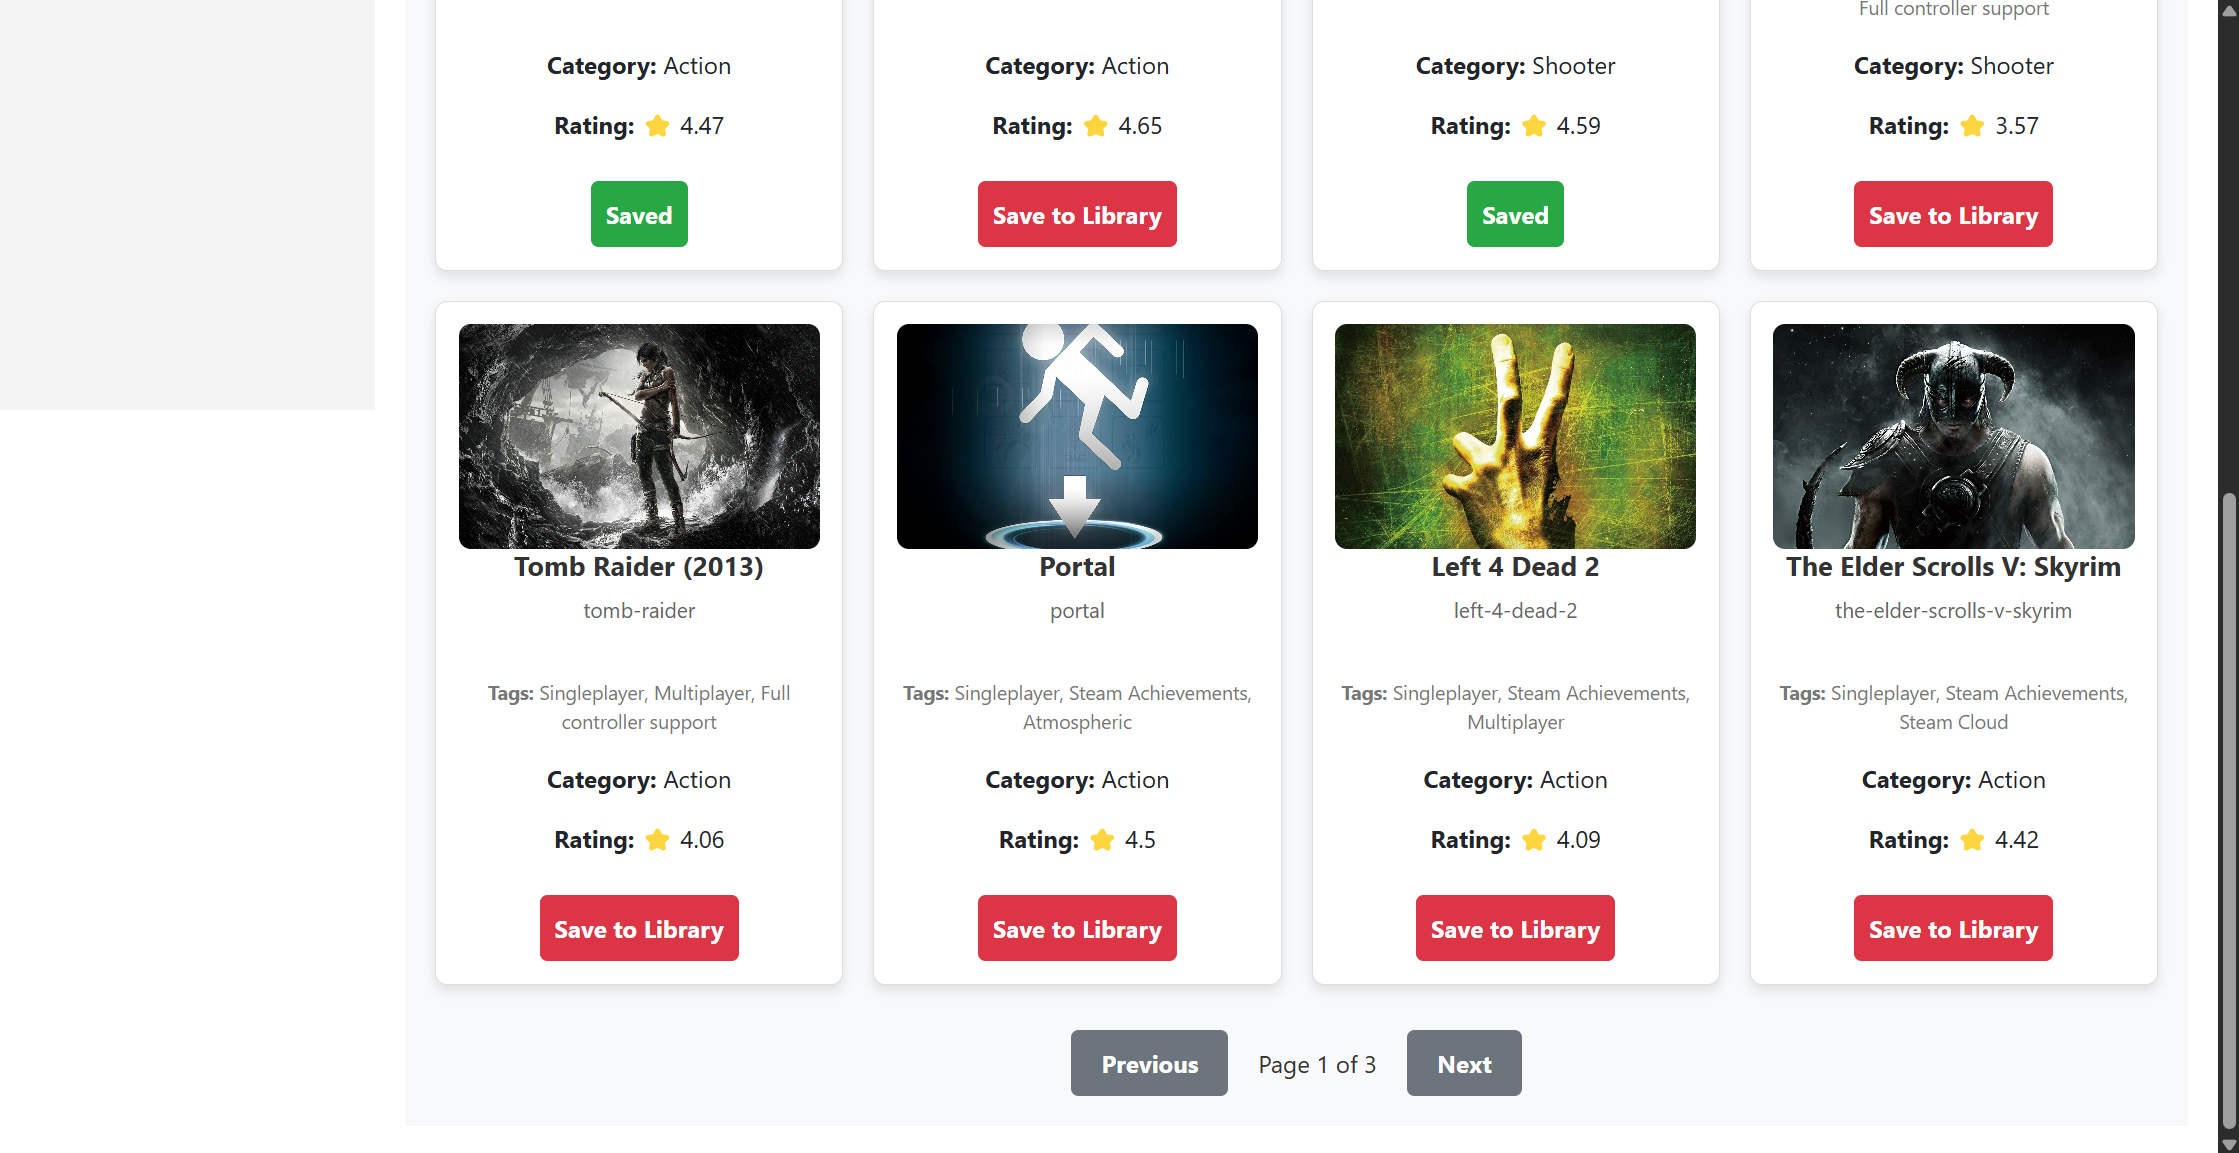 Full controller support
Category: Action
Category: Action
Category: Shooter
Category: Shooter
Rating: 4.47
Rating: 4.65
Rating: 4.59
Rating: 3.57
Saved
Save to Library
Saved
Save to Library
Tomb Raider (2013)
tomb-raider
Tags: Singleplayer, Multiplayer, Full
controller support
Category: Action
Rating: 4.06
Save to Library
Portal
portal
Tags: Singleplayer, Steam Achievements,
Atmospheric
Category: Action
Rating: 4.5
Save to Library
Left 4 Dead 2
left-4-dead-2
Tags: Singleplayer, Steam Achievements,
Multiplayer
Category: Action
Rating: 4.09
Save to Library
The Elder Scrolls V: Skyrim
the-elder-scrolls-v-skyrim
Tags: Singleplayer, Steam Achievements,
Steam Cloud
Category: Action
Rating: 4.42
Save to Library
Previous
Page 1 of 3
Next